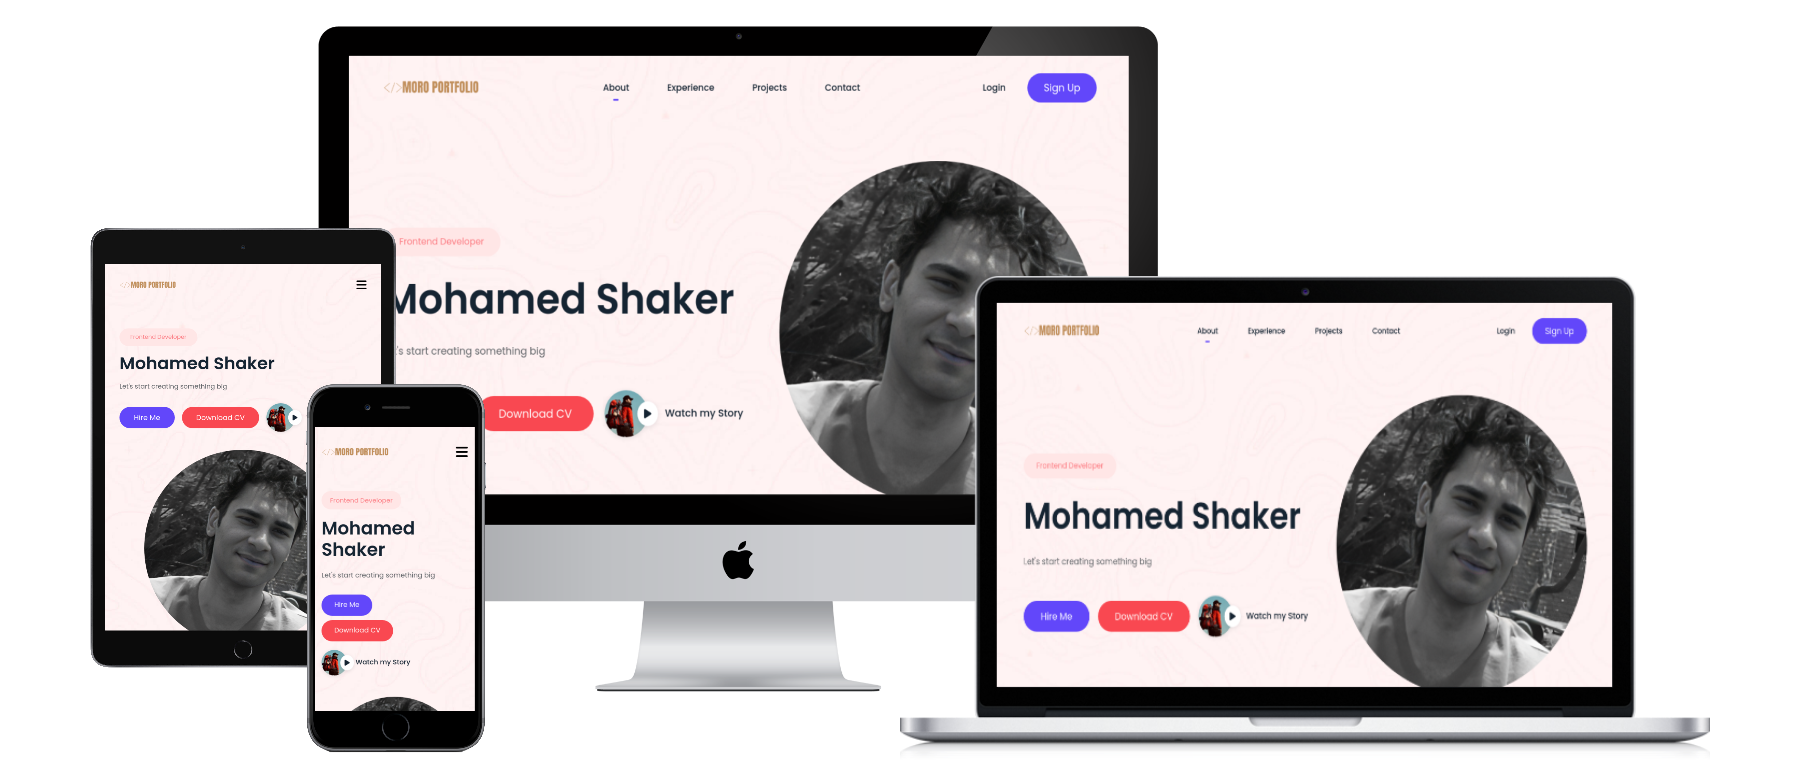 </>MORO PORTFOLIO
About Experience Projects Contact Login Sign Up
Frontend Developer
Mohamed Shaker
's start creating something big
Download CV Watch my Story
</>MORO PORTFOLIO
Frontend Developer
Mohamed Shaker
Let's start creating something big
Hire Me Download CV
</>MORO PORTFOLIO
Frontend Developer
Mohamed
Shaker
Let's start creating something big
Hire Me
Download CV
Watch my Story
</>MORO PORTFOLIO
About Experience Projects Contact Login Sign Up
Frontend Developer
Mohamed Shaker
Let's start creating something big
Hire Me Download CV Watch my Story